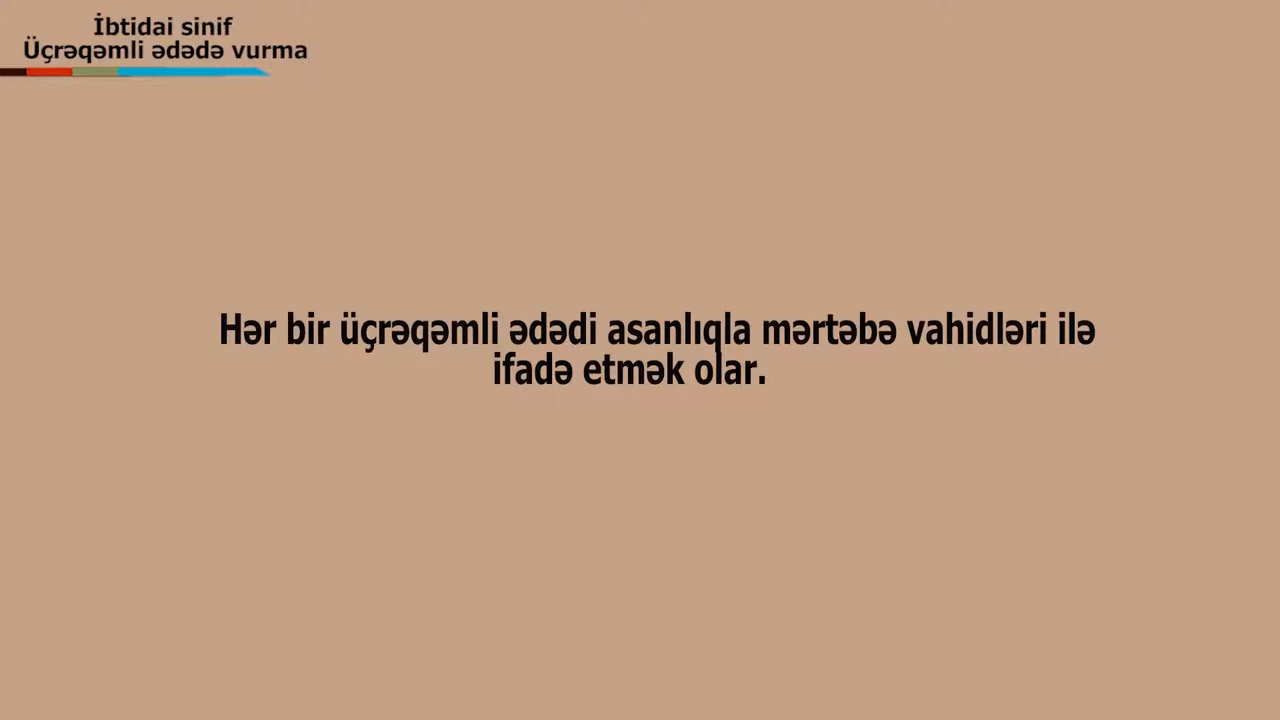 İbtidai sinif
Üçrəqəmli ədədə vurma
Hər bir üçrəqəmli ədədi asanlıqla mərtəbə vahidləri ilə
ifadə etmək olar.